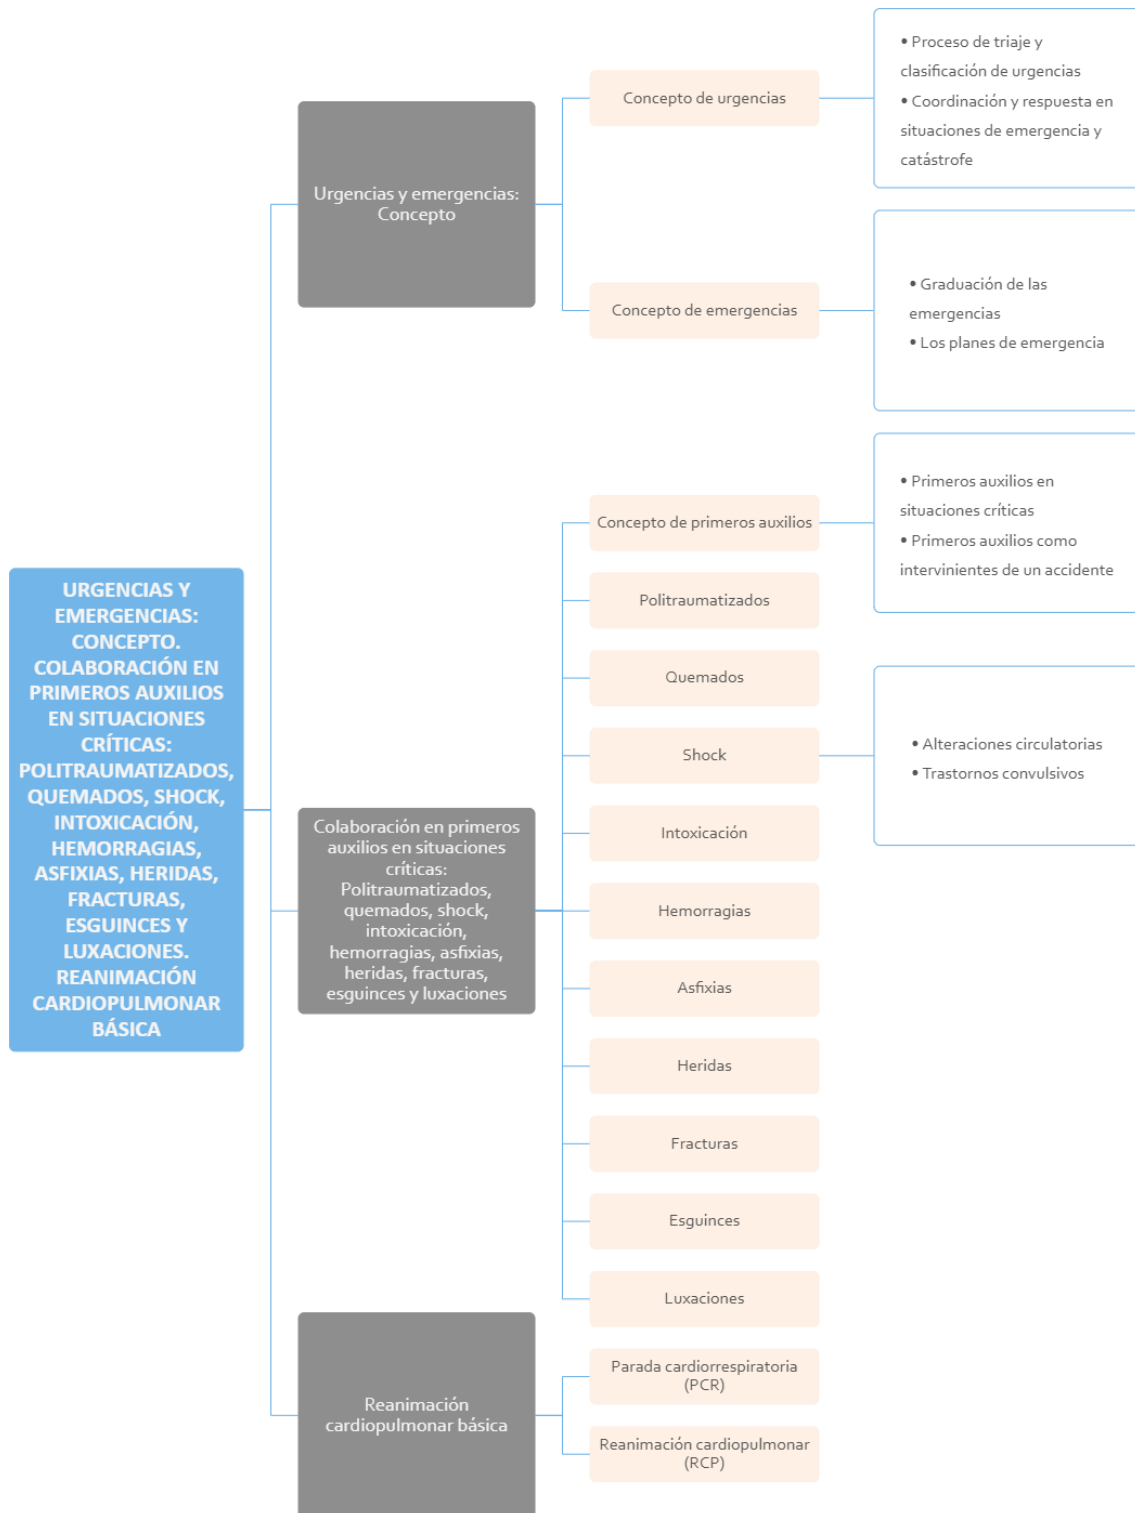 URGENCIAS Y
EMERGENCIAS:
CONCEPTO.
COLABORACIÓN EN
PRIMEROS AUXILIOS
EN SITUACIONES
CRÍTICAS:
POLITRAUMATIZADOS,
QUEMADOS, SHOCK,
INTOXICACIÓN,
HEMORRAGIAS,
ASFIXIAS, HERIDAS,
FRACTURAS,
ESGUINCES Y
LUXACIONES.
REANIMACIÓN
CARDIOPULMONAR
BÁSICA
Urgencias y emergencias:
Concepto
Concepto de urgencias
• Proceso de triaje y
clasificación de urgencias
• Coordinación y respuesta en
situaciones de emergencia y
catástrofe
Concepto de emergencias
• Graduación de las
emergencias
• Los planes de emergencia
Colaboración en primeros
auxilios en situaciones
críticas:
Politraumatizados,
quemados, shock,
intoxicación,
hemorragias, asfixias,
heridas, fracturas,
esguinces y luxaciones
Concepto de primeros auxilios
• Primeros auxilios en
situaciones críticas
• Primeros auxilios como
intervinientes de un accidente
Politraumatizados
Quemados
Shock
• Alteraciones circulatorias
• Trastornos convulsivos
Intoxicación
Hemorragias
Asfixias
Heridas
Fracturas
Esguinces
Luxaciones
Reanimación
cardiopulmonar básica
Parada cardiorrespiratoria
(PCR)
Reanimación cardiopulmonar
(RCP)